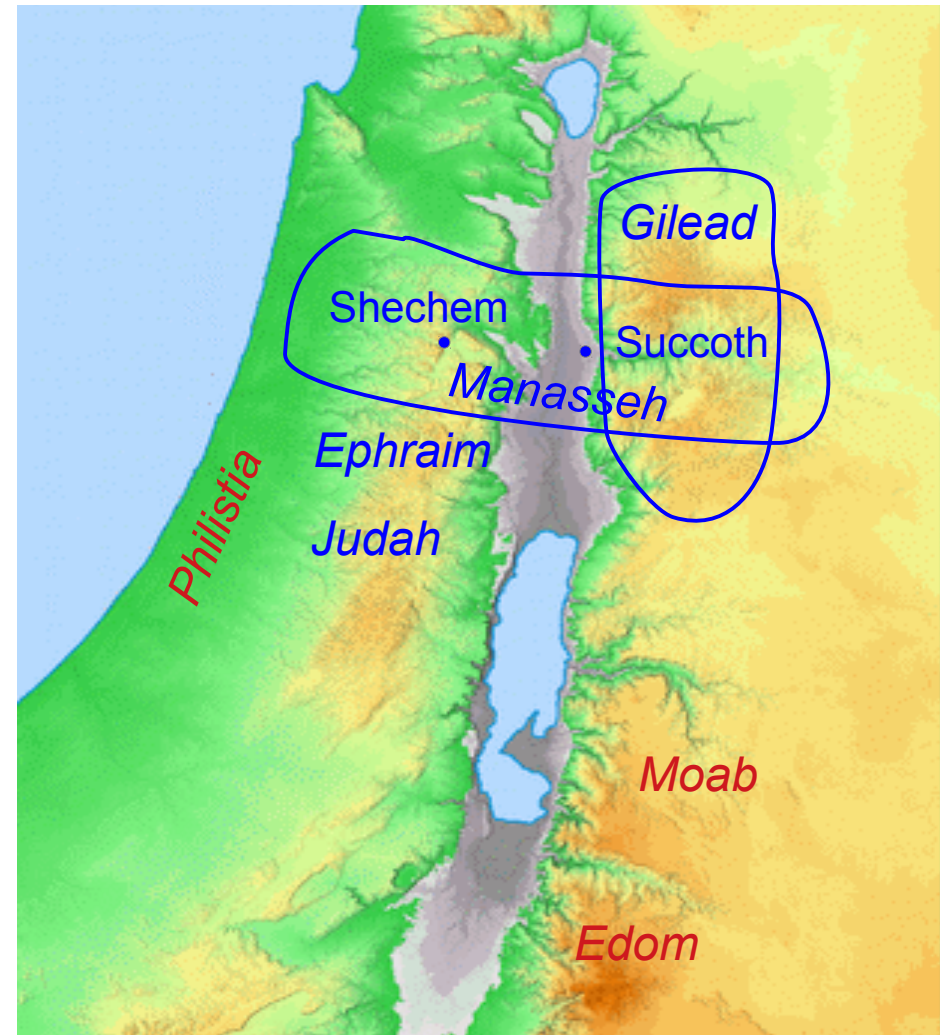 Gilead
Shechem
Succoth
Manasseh
Ephraim
Philistia
Judah
Moab
Edom